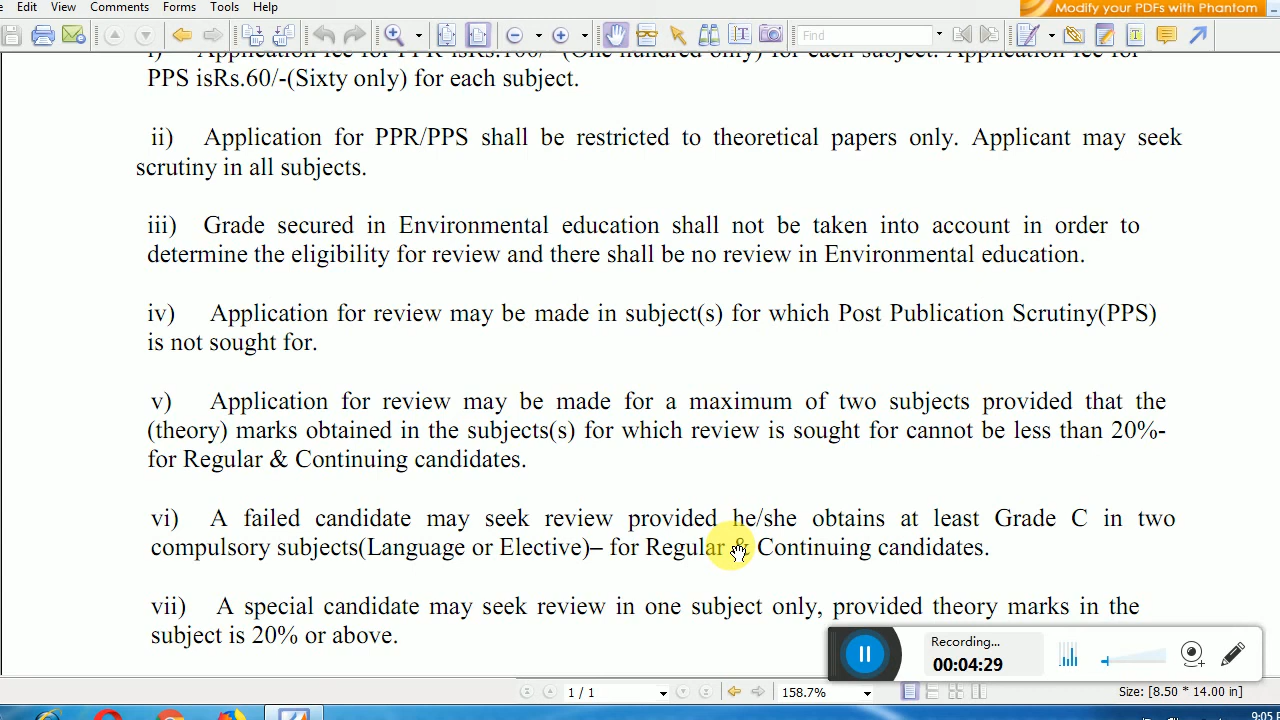 Edit View Comments Forms Tools Help
Modify your PDFs with Phantom
Find
PPS isRs.60/-(Sixty only) for each subject.
ii) Application for PPR/PPS shall be restricted to theoretical papers only. Applicant may seek
scrutiny in all subjects.
iii) Grade secured in Environmental education shall not be taken into account in order to
determine the eligibility for review and there shall be no review in Environmental education.
iv) Application for review may be made in subject(s) for which Post Publication Scrutiny(PPS)
is not sought for.
v) Application for review may be made for a maximum of two subjects provided that the
(theory) marks obtained in the subjects(s) for which review is sought for cannot be less than 20%-
for Regular & Continuing candidates.
vi) A failed candidate may seek review provided he/she obtains at least Grade C in two
compulsory subjects(Language or Elective)– for Regular & Continuing candidates.
vii) A special candidate may seek review in one subject only, provided theory marks in the
subject is 20% or above.
Recording...
00:04:29
1 / 1
158.7%
Size: [8.50 * 14.00 in]
9:05